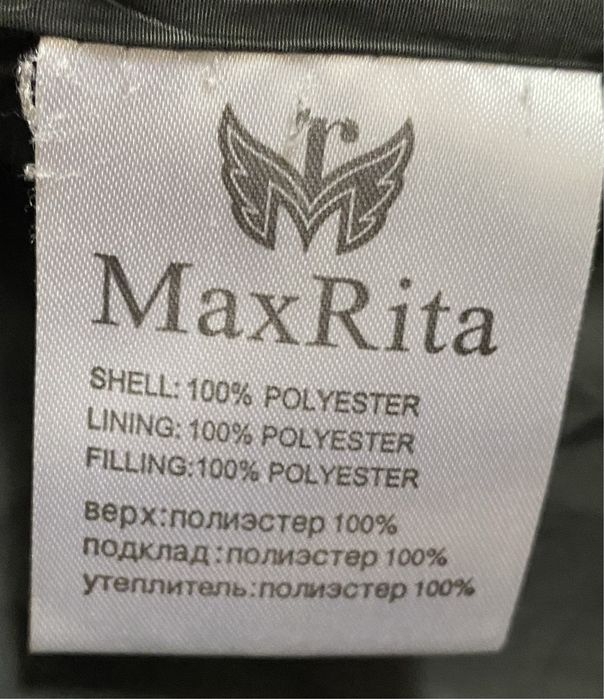 r
MaxRita
SHELL: 100% POLYESTER
LINING: 100% POLYESTER
FILLING:100% POLYESTER
верх:полиэстер 100%
подклад:полиэстер 100%
утеплитель:полиэстер 100%